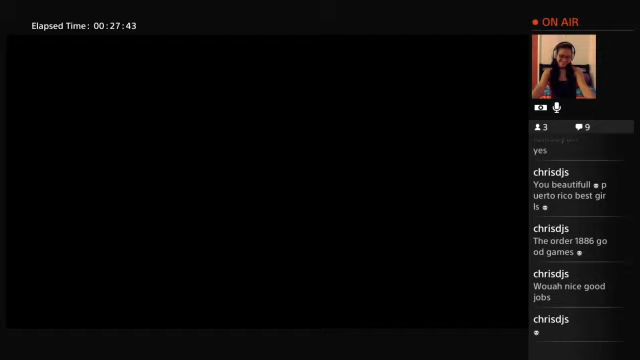 Elapsed Time: 00:27:43
ON AIR
3
9
yes
chrisdjs
You beautifull p
uerto rico best gir
ls
chrisdjs
The order 1886 go
od games
chrisdjs
Wouah nice good
jobs
chrisdjs